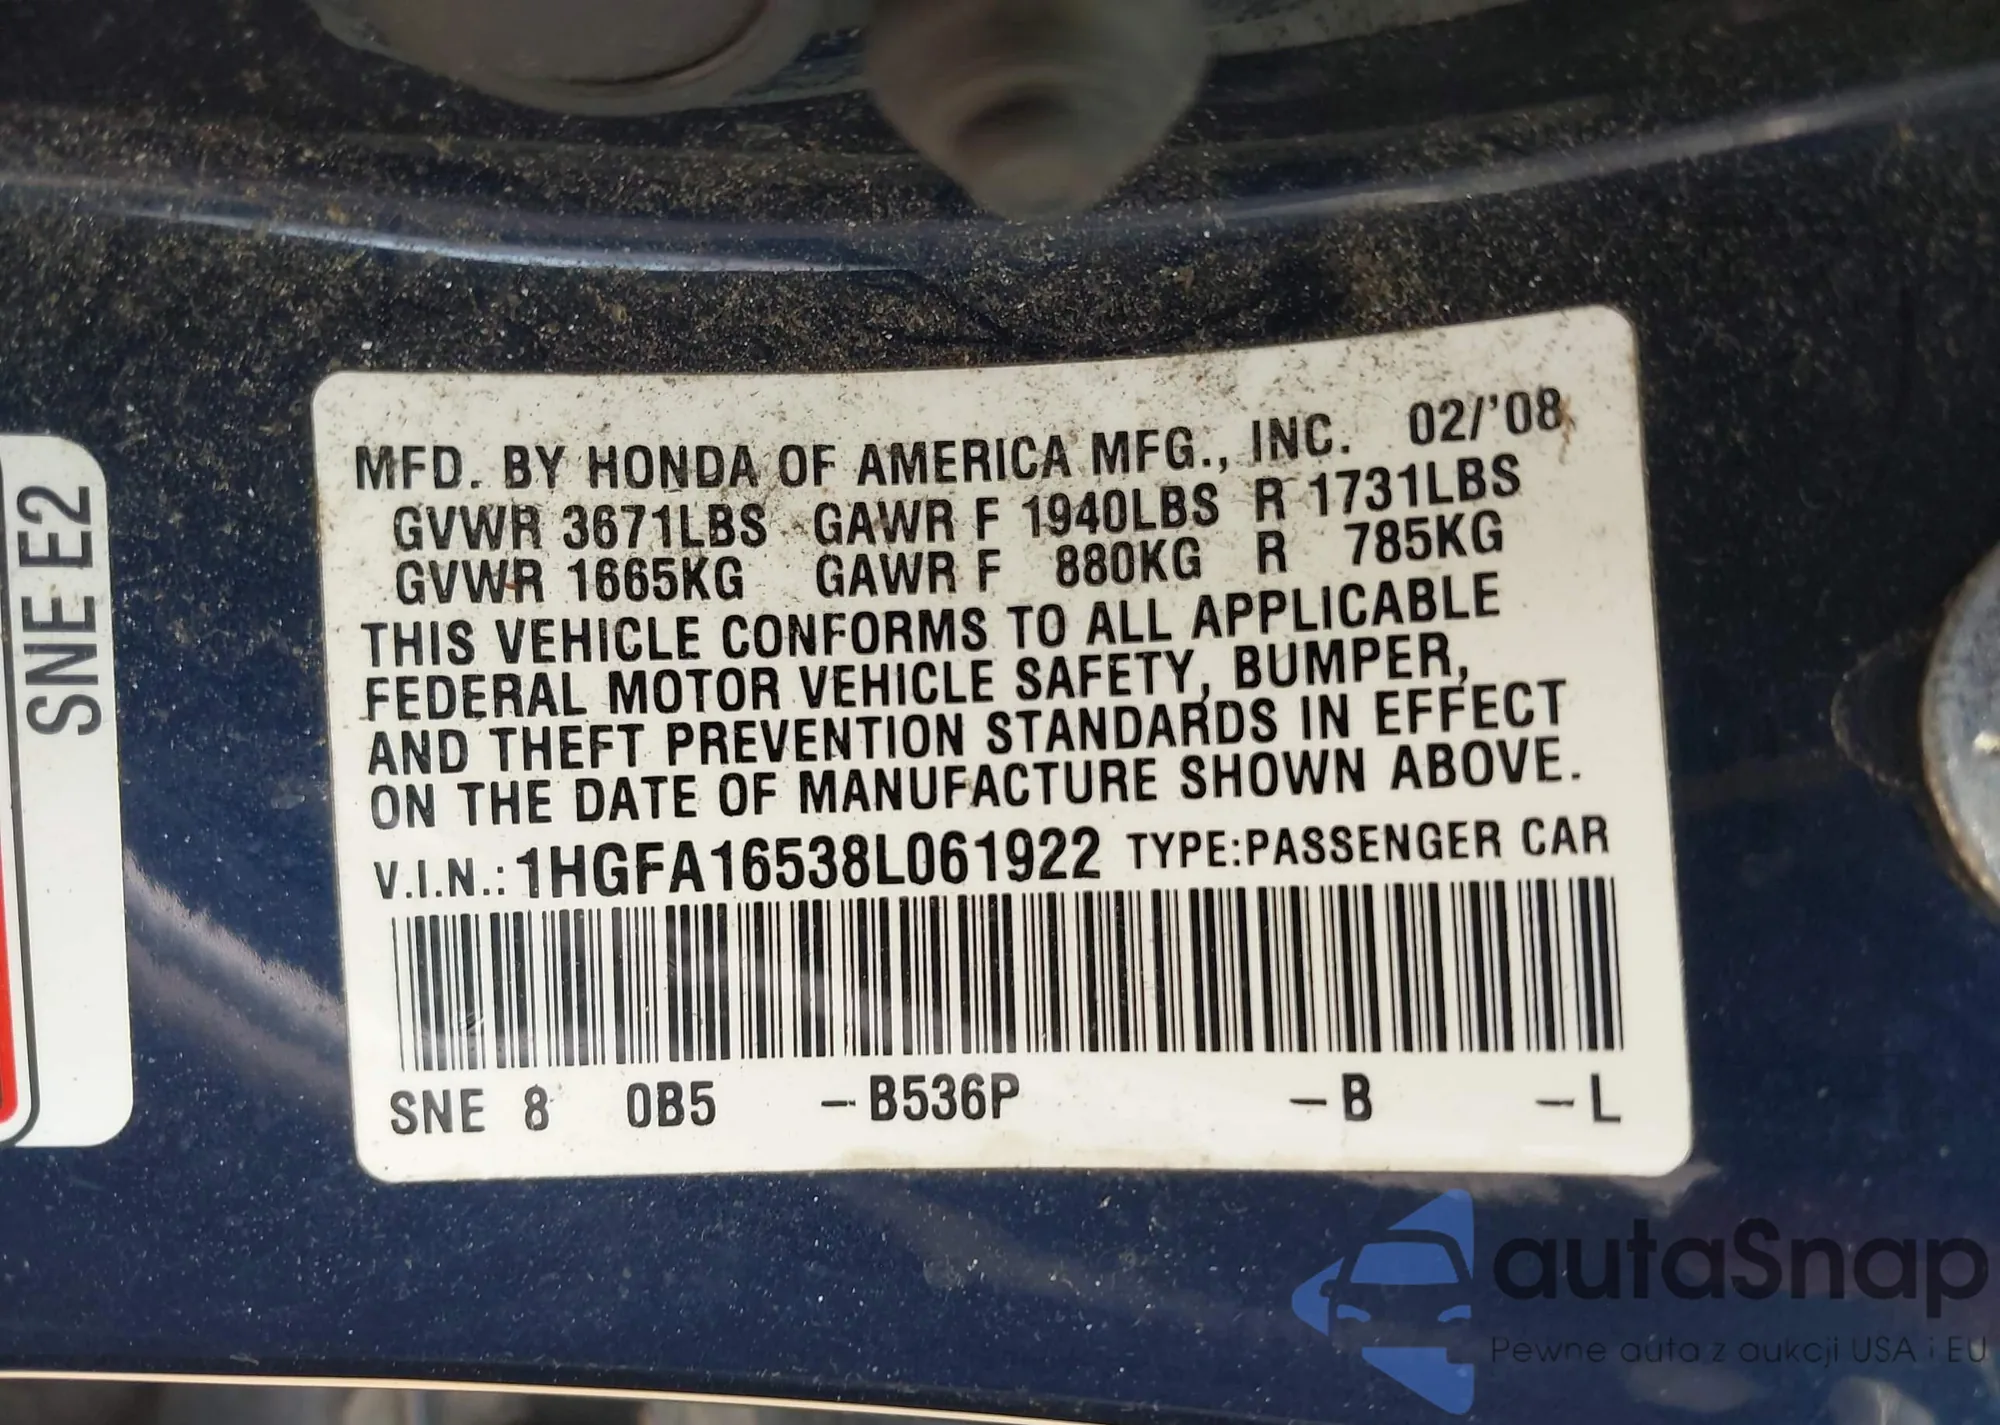 SNE E2
MFD. BY HONDA OF AMERICA MFG., INC. 02/'08
GVWR 3671LBS GAWR F 1940LBS R 1731LBS
GVWR 1665KG GAWR F 880KG R 785KG
THIS VEHICLE CONFORMS TO ALL APPLICABLE
FEDERAL MOTOR VEHICLE SAFETY, BUMPER,
AND THEFT PREVENTION STANDARDS IN EFFECT
ON THE DATE OF MANUFACTURE SHOWN ABOVE.
V.I.N.: 1HGFA16538L061922 TYPE:PASSENGER CAR
SNE 8 0B5 –B536P –B –L
autaSnap
Pewne auta z aukcji USA i EU